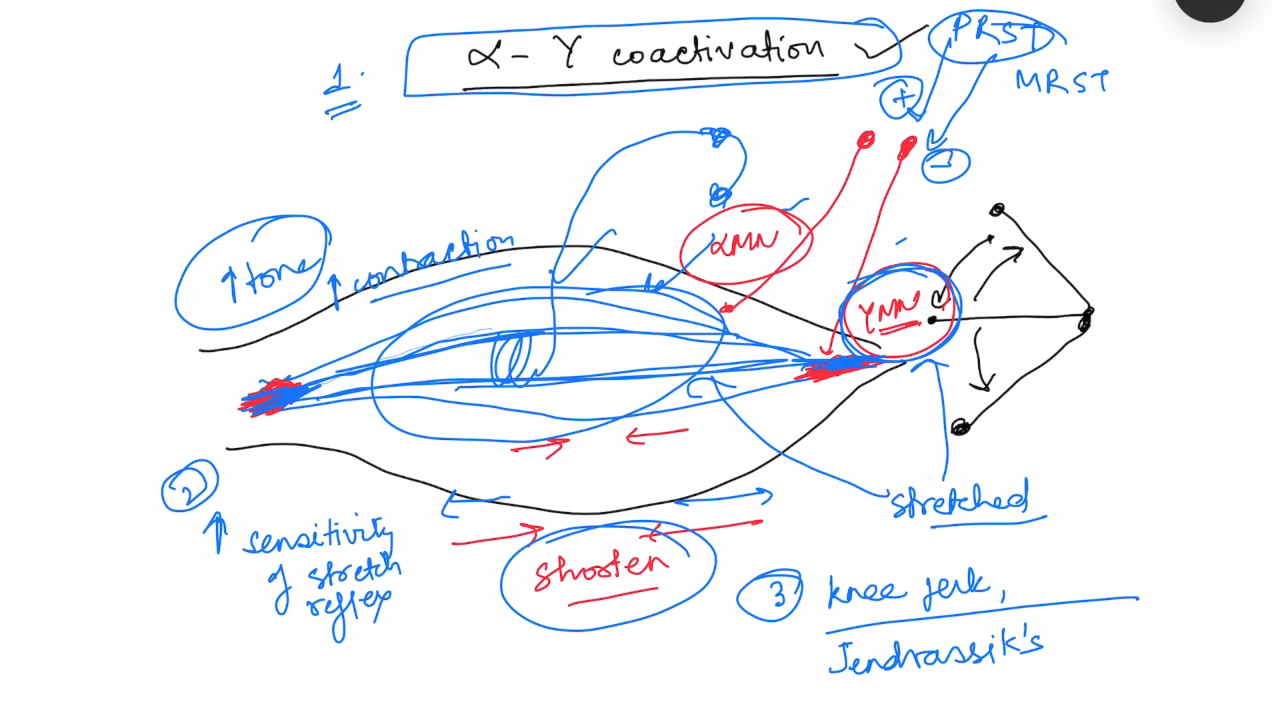 α - γ coactivation
PRST
MRST
1.
+
-
αMN
↑ tone
↑ contraction
γMN
stretched
2
↑ sensitivity
of stretch
reflex
shorten
3 knee jerk,
Jendrassik's